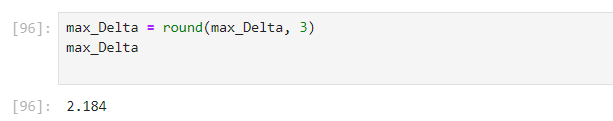 [96]: max_Delta = round(max_Delta, 3)
max_Delta
[96]: 2.184